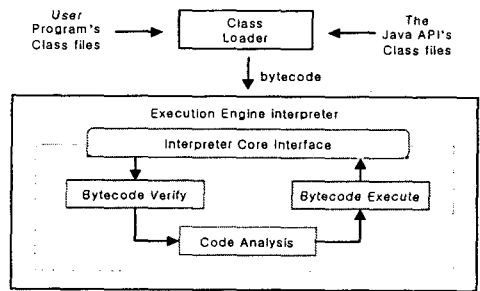 User
Program's
Class files
Class
Loader
The
Java API's
Class files
bytecode
Execution Engine interpreter
Interpreter Core Interface
Bytecode Verify
Bytecode Execute
Code Analysis